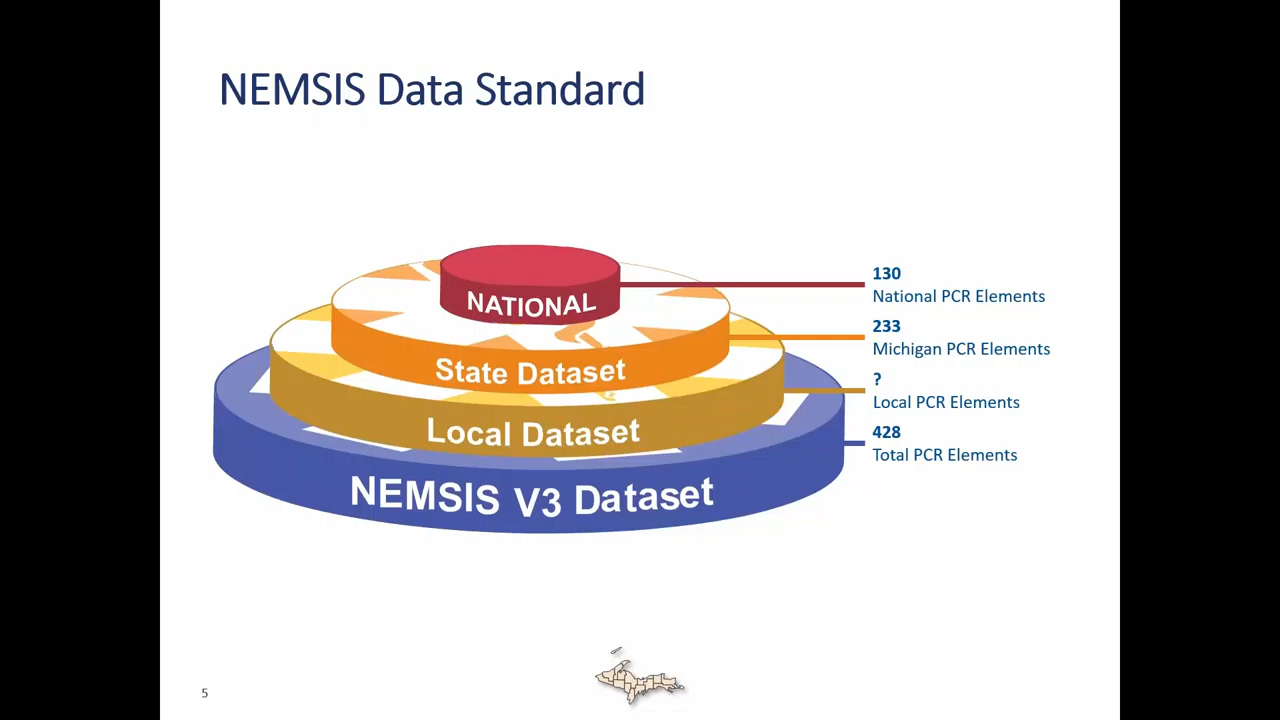 NEMSIS Data Standard
NATIONAL
State Dataset
Local Dataset
NEMSIS V3 Dataset
130
National PCR Elements
233
Michigan PCR Elements
?
Local PCR Elements
428
Total PCR Elements
5